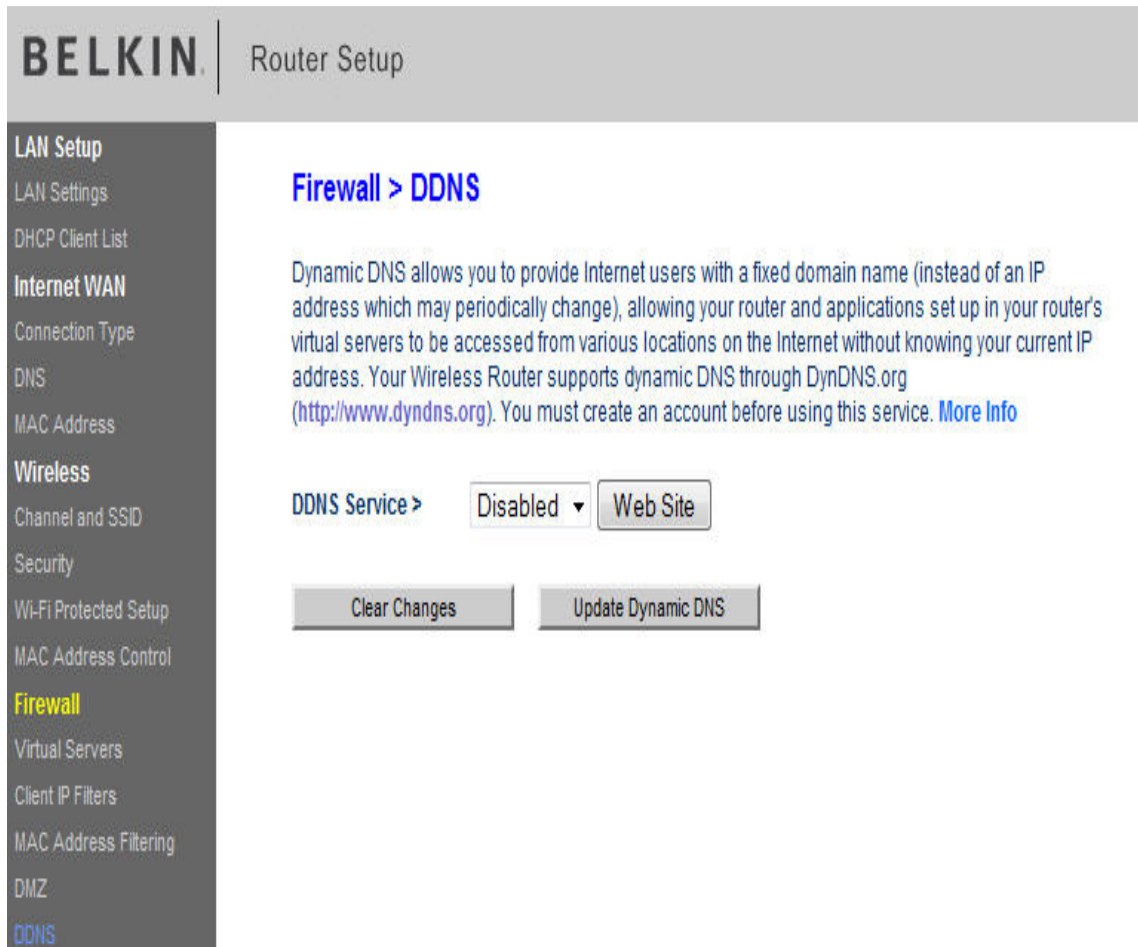 BELKIN.
Router Setup
LAN Setup
LAN Settings
DHCP Client List
Internet WAN
Connection Type
DNS
MAC Address
Wireless
Channel and SSID
Security
Wi-Fi Protected Setup
MAC Address Control
Firewall
Virtual Servers
Client IP Filters
MAC Address Filtering
DMZ
DDNS
Firewall > DDNS
Dynamic DNS allows you to provide Internet users with a fixed domain name (instead of an IP
address which may periodically change), allowing your router and applications set up in your router's
virtual servers to be accessed from various locations on the Internet without knowing your current IP
address. Your Wireless Router supports dynamic DNS through DynDNS.org
(http://www.dyndns.org). You must create an account before using this service. More Info
DDNS Service > Disabled Web Site
Clear Changes Update Dynamic DNS